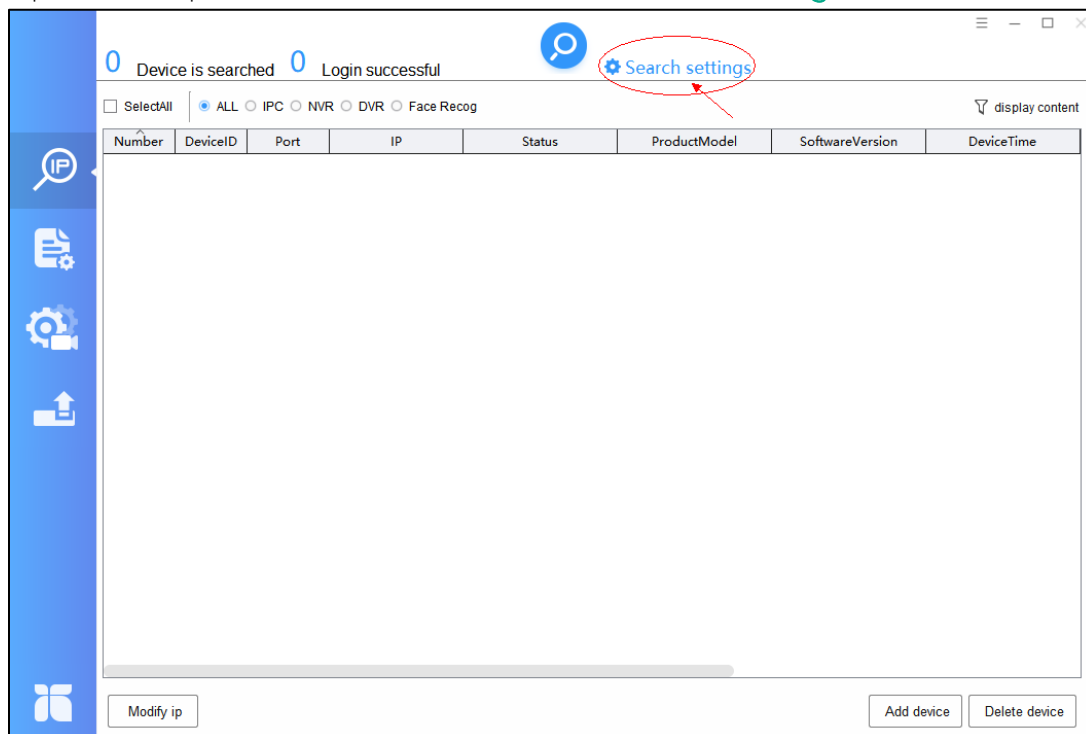 0 Device is searched 0 Login successful Search settings
SelectAll ALL IPC NVR DVR Face Recog display content
Number DeviceID Port IP Status ProductModel SoftwareVersion DeviceTime
IP
Modify ip Add device Delete device